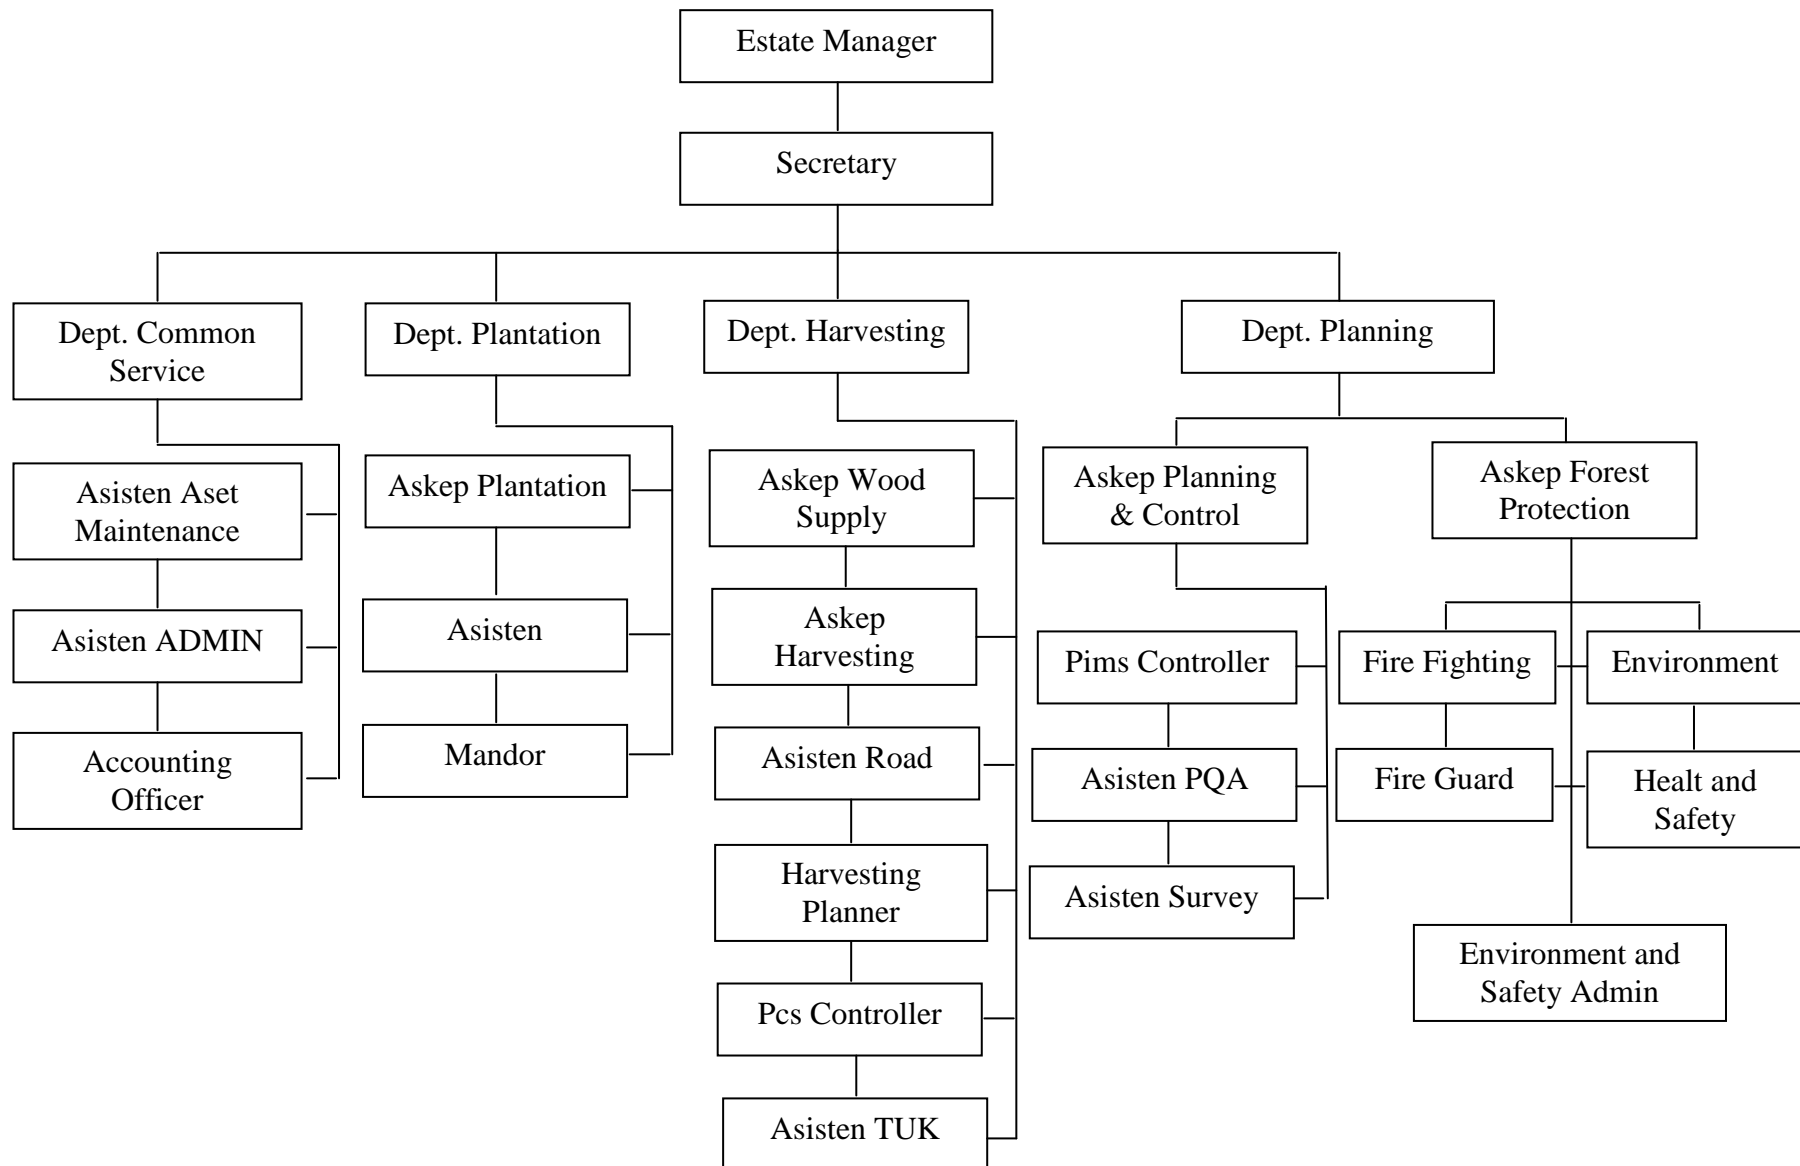 Estate Manager
Secretary
Dept. Common
Service
Dept. Plantation
Dept. Harvesting
Dept. Planning
Asisten Aset
Maintenance
Asisten ADMIN
Accounting
Officer
Askep Plantation
Asisten
Mandor
Askep Wood
Supply
Askep
Harvesting
Asisten Road
Harvesting
Planner
Pcs Controller
Asisten TUK
Askep Planning
& Control
Pims Controller
Asisten PQA
Asisten Survey
Askep Forest
Protection
Fire Fighting
Fire Guard
Environment
Healt and
Safety
Environment and
Safety Admin